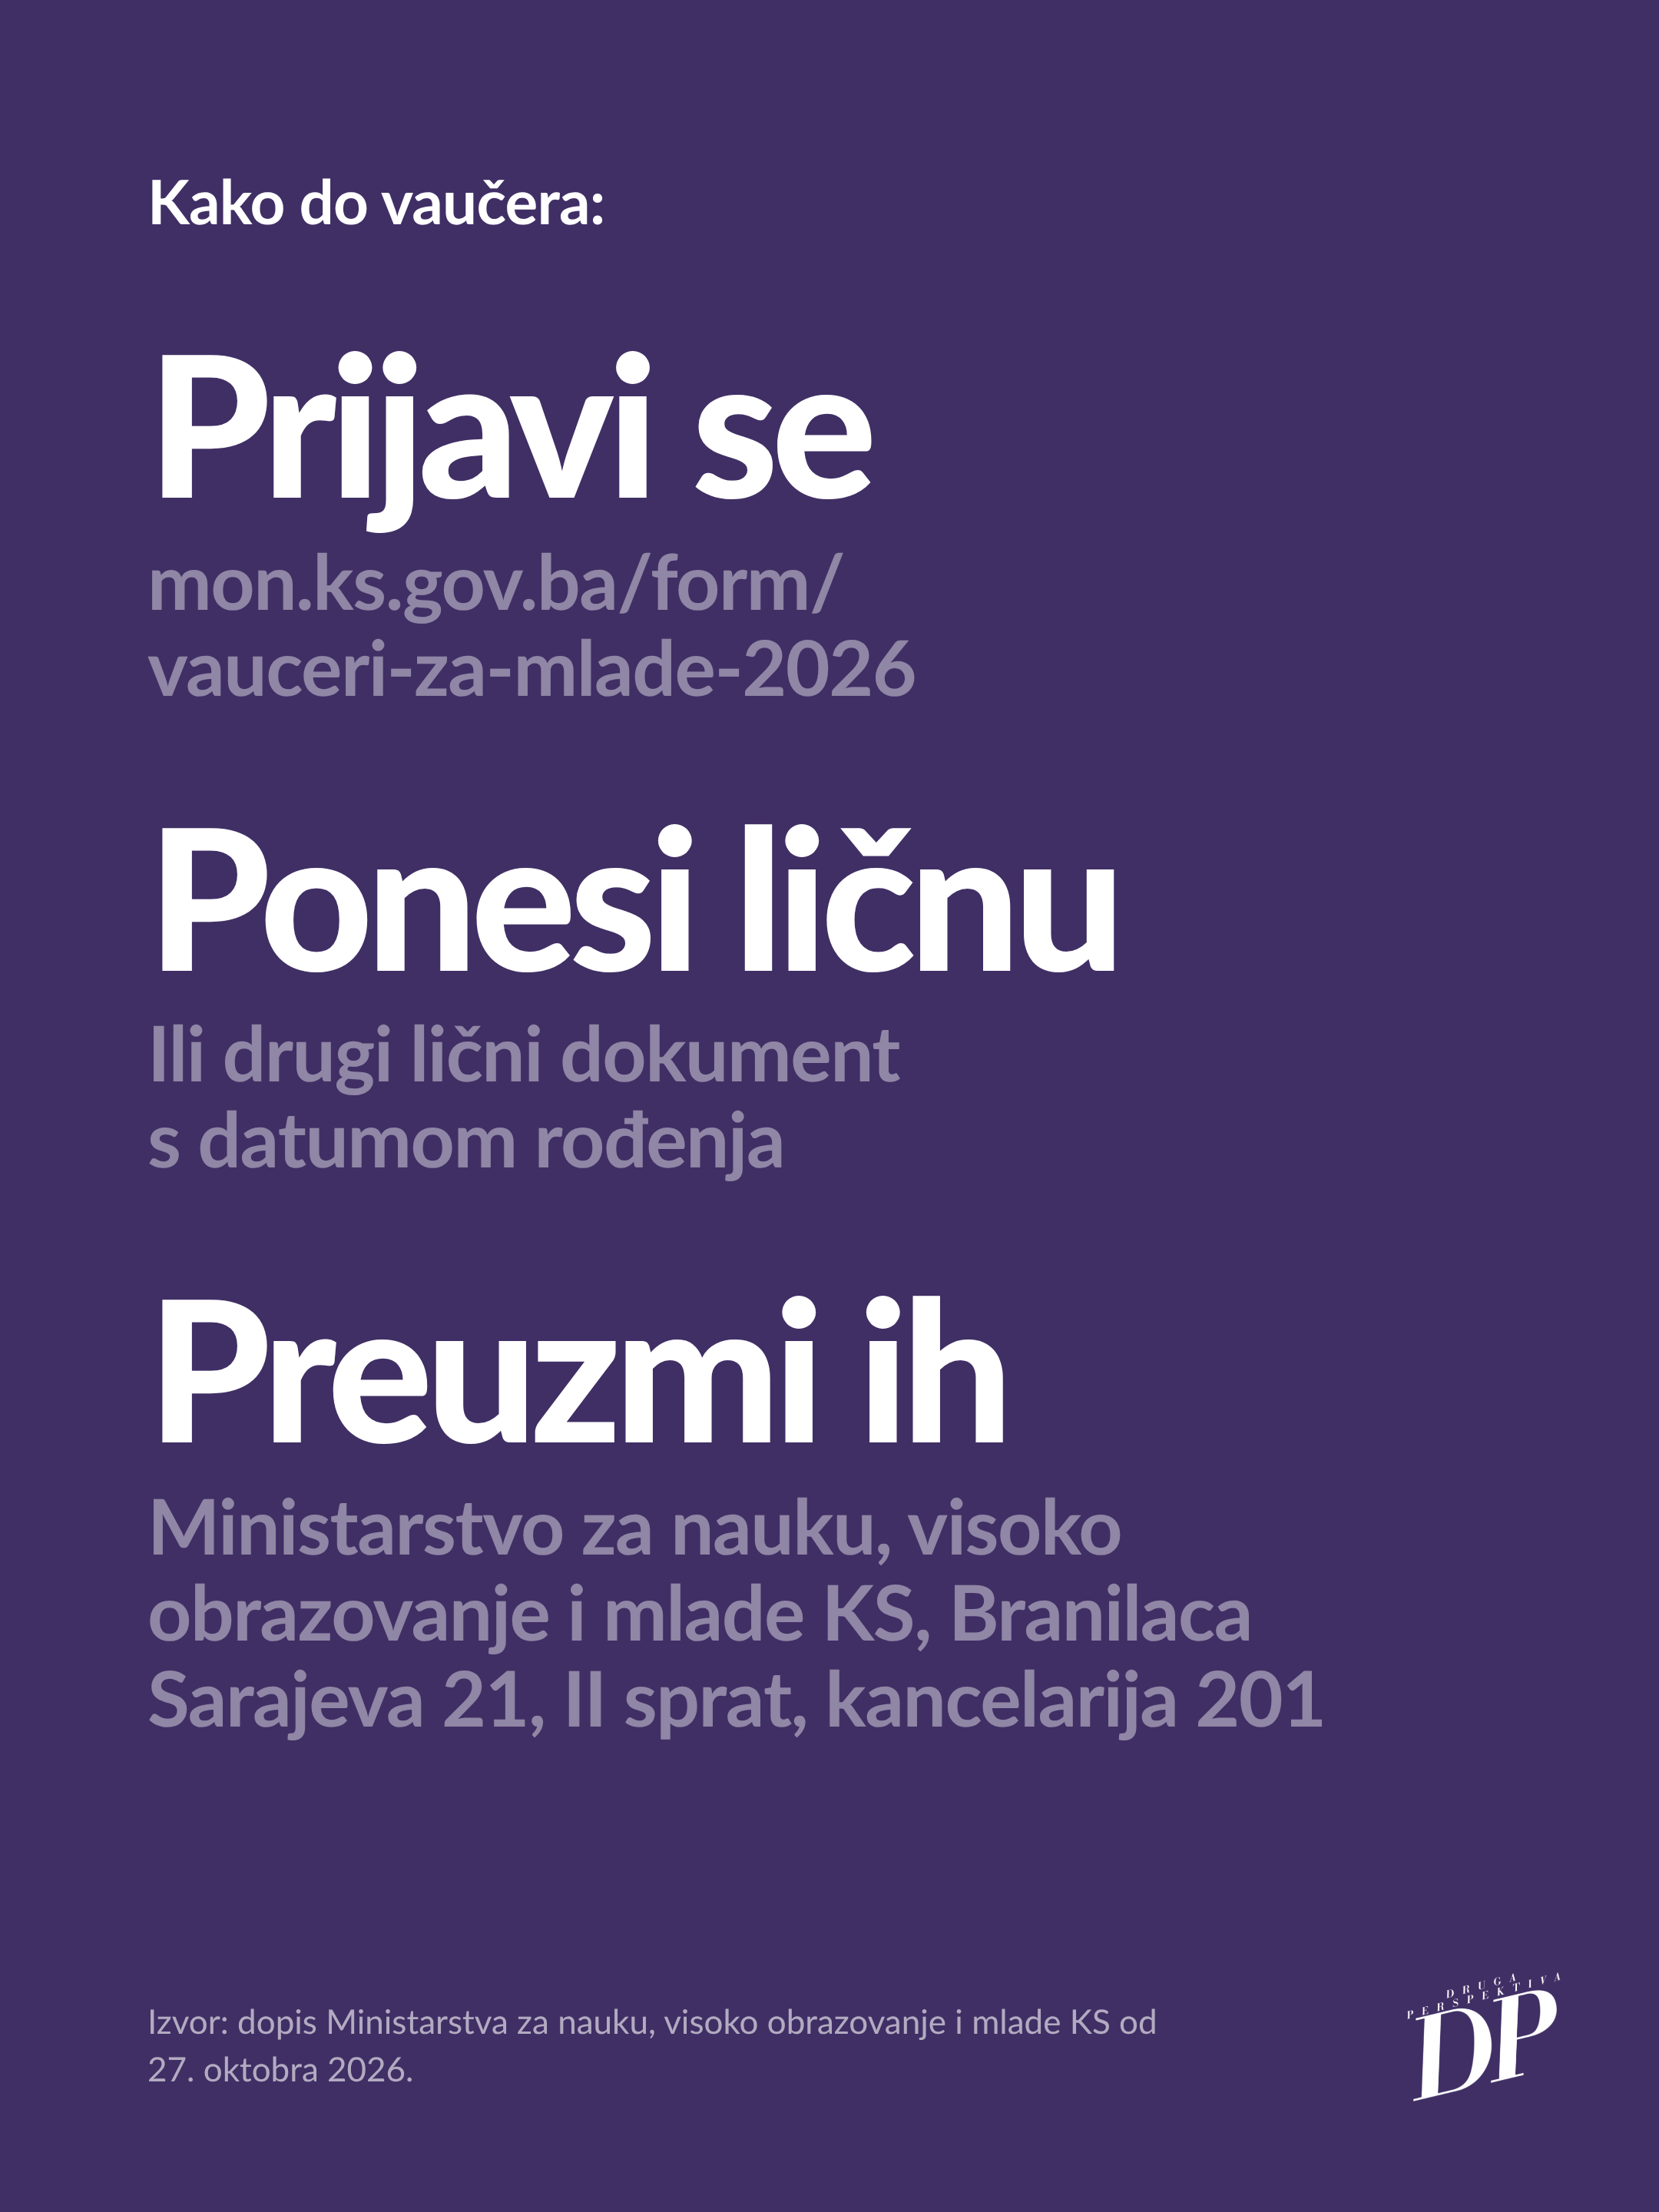 Kako do vaučera:
Prijavi se
mon.ks.gov.ba/form/
vauceri-za-mlade-2026
Ponesi ličnu
Ili drugi lični dokument
s datumom rođenja
Preuzmi ih
Ministarstvo za nauku, visoko
obrazovanje i mlade KS, Branilaca
Sarajeva 21, II sprat, kancelarija 201
Izvor: dopis Ministarstva za nauku, visoko obrazovanje i mlade KS od
27. oktobra 2026.
DRUGA
PERSPEKTIVA
DP